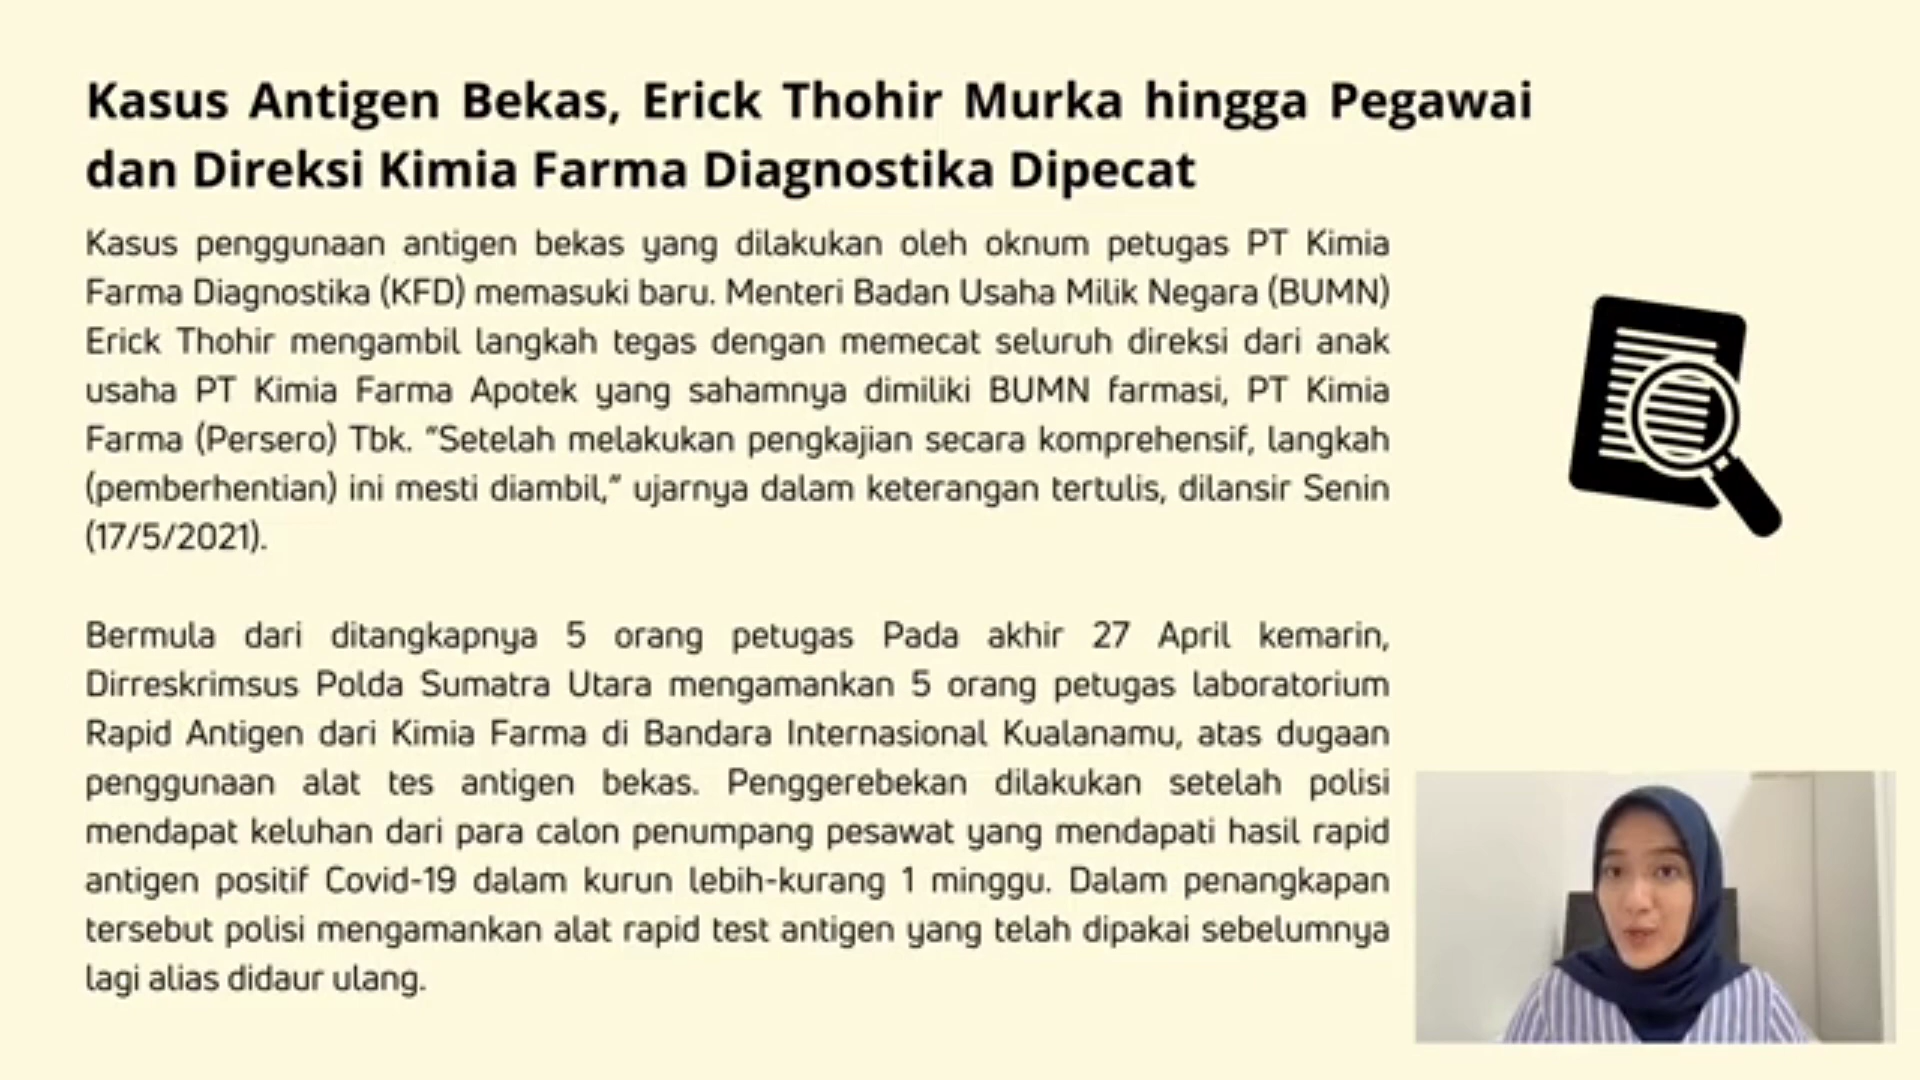 Kasus Antigen Bekas, Erick Thohir Murka hingga Pegawai
dan Direksi Kimia Farma Diagnostika Dipecat
Kasus penggunaan antigen bekas yang dilakukan oleh oknum petugas PT Kimia
Farma Diagnostika (KFD) memasuki baru. Menteri Badan Usaha Milik Negara (BUMN)
Erick Thohir mengambil langkah tegas dengan memecat seluruh direksi dari anak
usaha PT Kimia Farma Apotek yang sahamnya dimiliki BUMN farmasi, PT Kimia
Farma (Persero) Tbk. “Setelah melakukan pengkajian secara komprehensif, langkah
(pemberhentian) ini mesti diambil,” ujarnya dalam keterangan tertulis, dilansir Senin
(17/5/2021).
Bermula dari ditangkapnya 5 orang petugas Pada akhir 27 April kemarin,
Dirreskrimsus Polda Sumatra Utara mengamankan 5 orang petugas laboratorium
Rapid Antigen dari Kimia Farma di Bandara Internasional Kualanamu, atas dugaan
penggunaan alat tes antigen bekas. Penggerebekan dilakukan setelah polisi
mendapat keluhan dari para calon penumpang pesawat yang mendapati hasil rapid
antigen positif Covid-19 dalam kurun lebih-kurang 1 minggu. Dalam penangkapan
tersebut polisi mengamankan alat rapid test antigen yang telah dipakai sebelumnya
lagi alias didaur ulang.